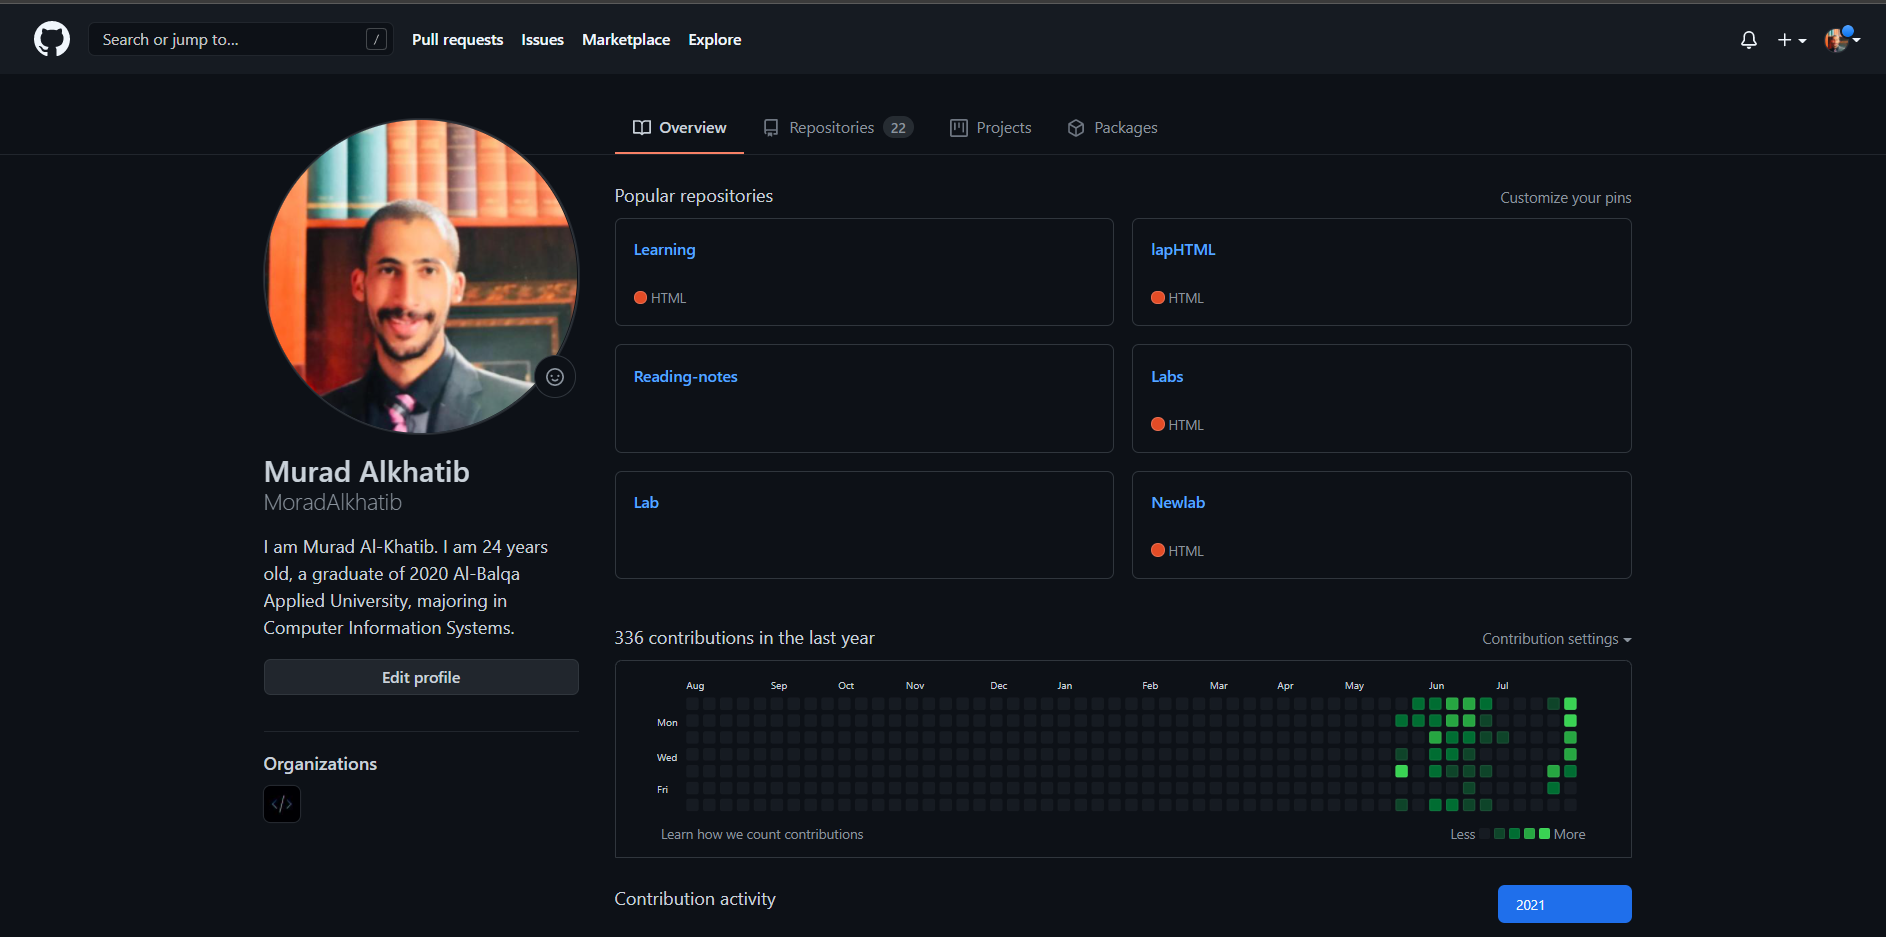 Search or jump to... /
Pull requests Issues Marketplace Explore
Overview Repositories 22 Projects Packages
Murad Alkhatib
MoradAlkhatib
I am Murad Al-Khatib. I am 24 years
old, a graduate of 2020 Al-Balqa
Applied University, majoring in
Computer Information Systems.
Edit profile
Organizations
Popular repositories
Customize your pins
Learning
HTML
lapHTML
HTML
Reading-notes
Labs
HTML
Lab
Newlab
HTML
336 contributions in the last year
Contribution settings
Aug Sep Oct Nov Dec Jan Feb Mar Apr May Jun Jul
Mon
Wed
Fri
Learn how we count contributions
Less More
Contribution activity
2021